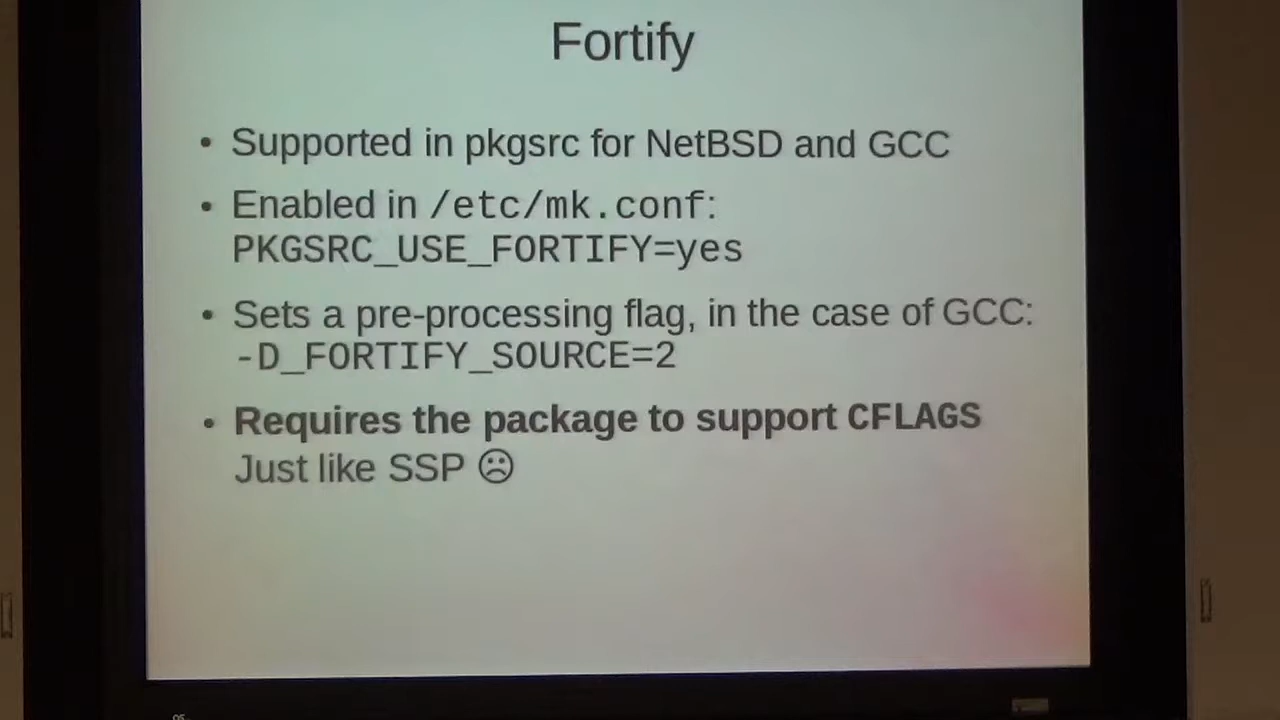 Fortify
• Supported in pkgsrc for NetBSD and GCC
• Enabled in /etc/mk.conf:
PKGSRC_USE_FORTIFY=yes
• Sets a pre-processing flag, in the case of GCC:
-D_FORTIFY_SOURCE=2
• Requires the package to support CFLAGS
Just like SSP ☹